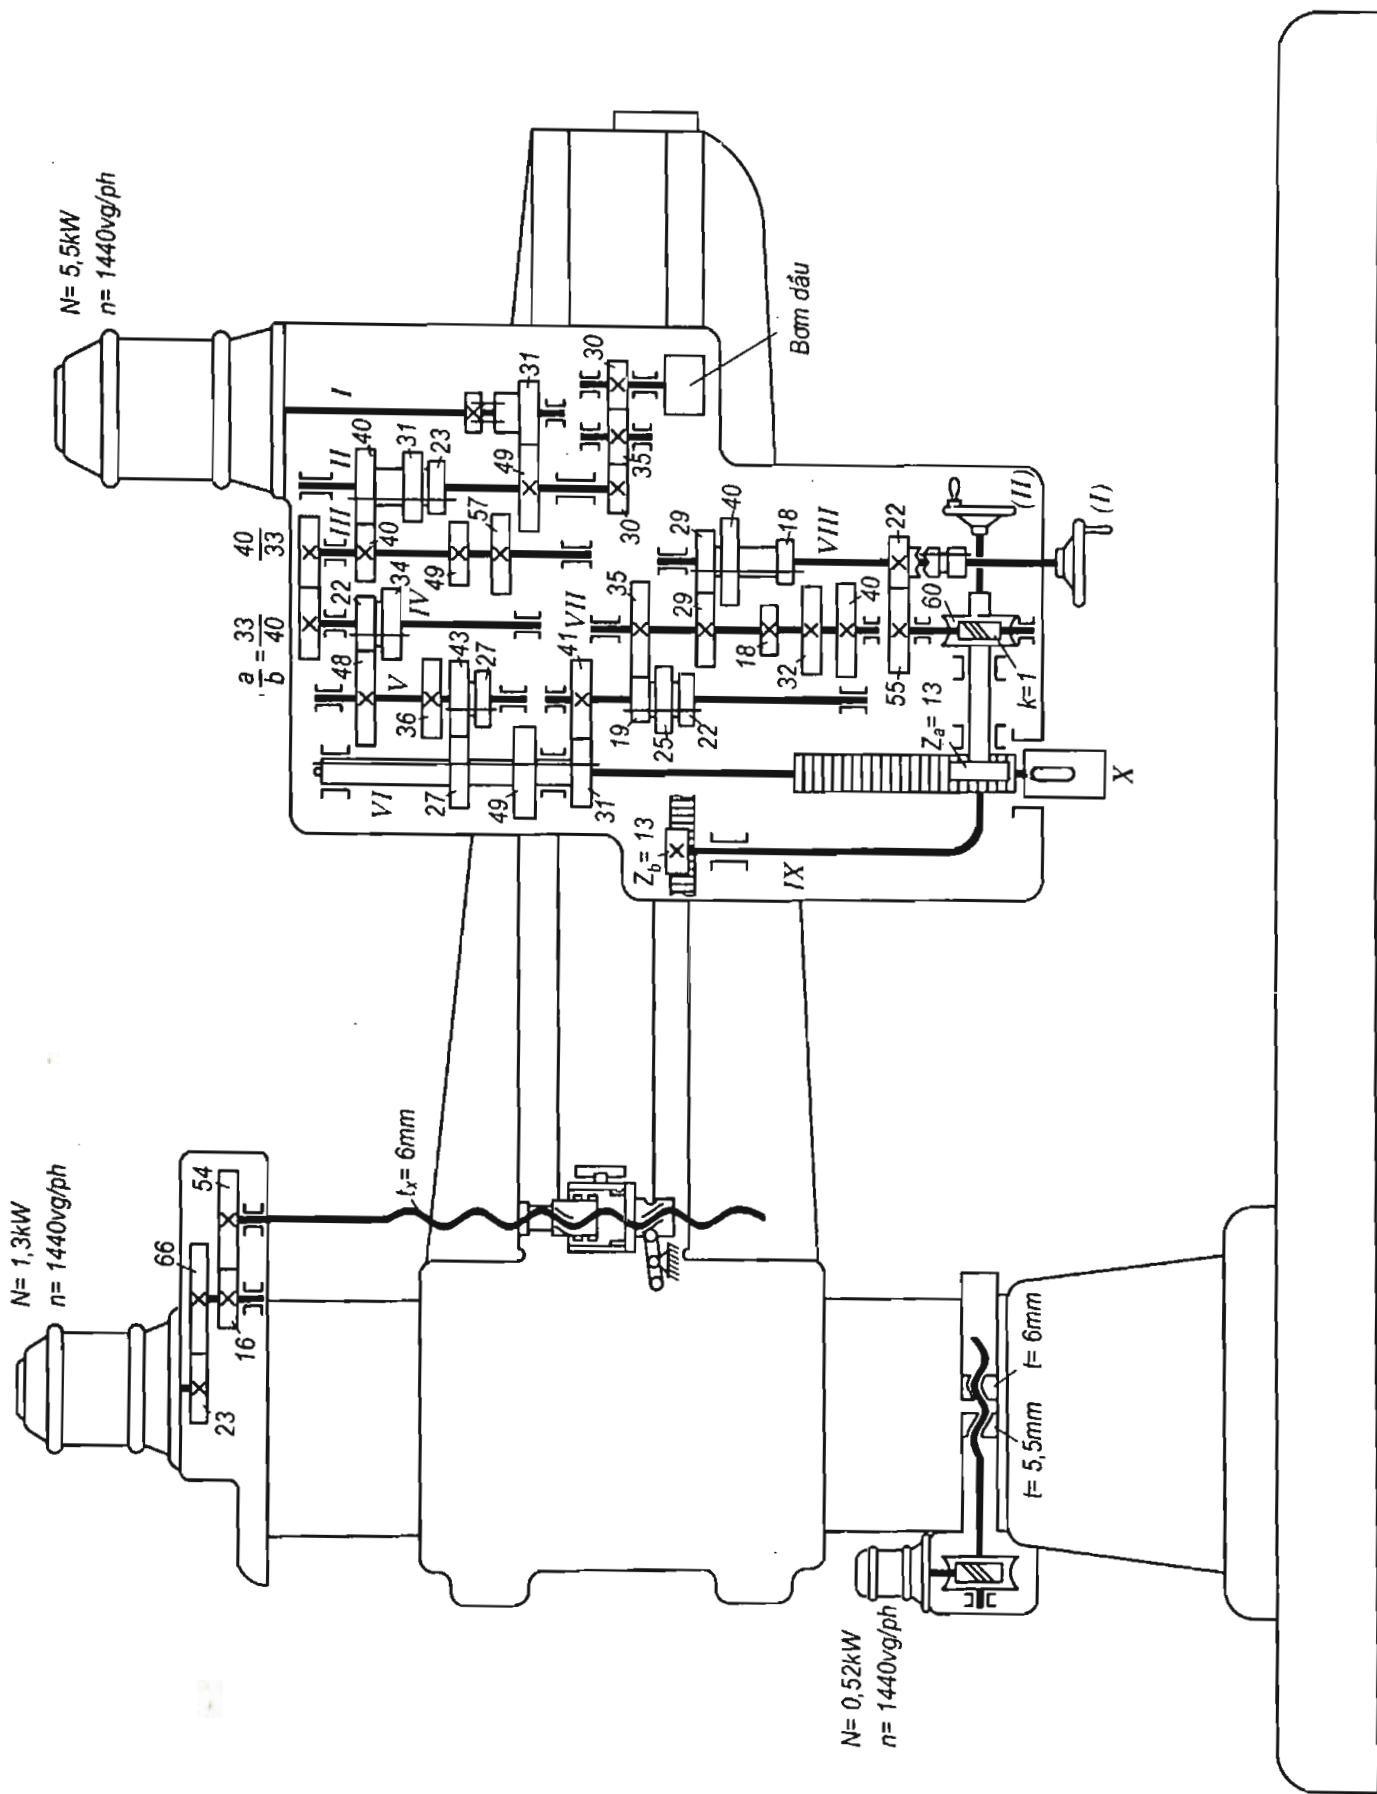 N= 5,5kW
n= 1440vg/ph
I
40
31
23
II
31
30
49
35
30
Bơm dầu
40
33
III
40
49
57
a/b = 33/40
22
34
IV
48
V
36
43
27
VI
27
49
31
41
VII
35
19
25
22
29
29
40
18
VIII
18
32
40
22
55
60
(II)
(I)
k=1
Za= 13
Zb= 13
IX
X
N= 1,3kW
n= 1440vg/ph
66
54
23
16
tx= 6mm
N= 0,52kW
n= 1440vg/ph
t= 5,5mm
t= 6mm